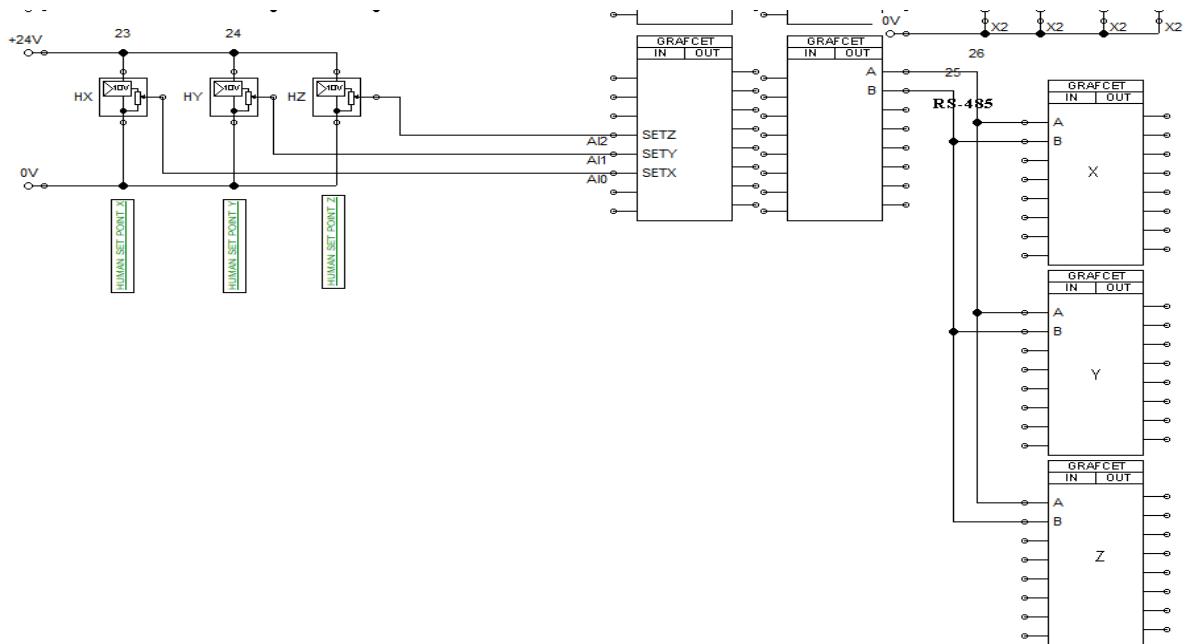 0V
X2 X2 X2 X2
23 24
+24V
GRAFCET
IN OUT
GRAFCET
IN OUT
26
A
25
HX 10V HY 10V HZ 10V
B
RS-485
GRAFCET
IN OUT
A
AI2 SETZ
B
AI1 SETY
AI0 SETX
X
0V
HUMAN SET POINT X
HUMAN SET POINT Y
HUMAN SET POINT Z
GRAFCET
IN OUT
A
B
Y
GRAFCET
IN OUT
A
B
Z